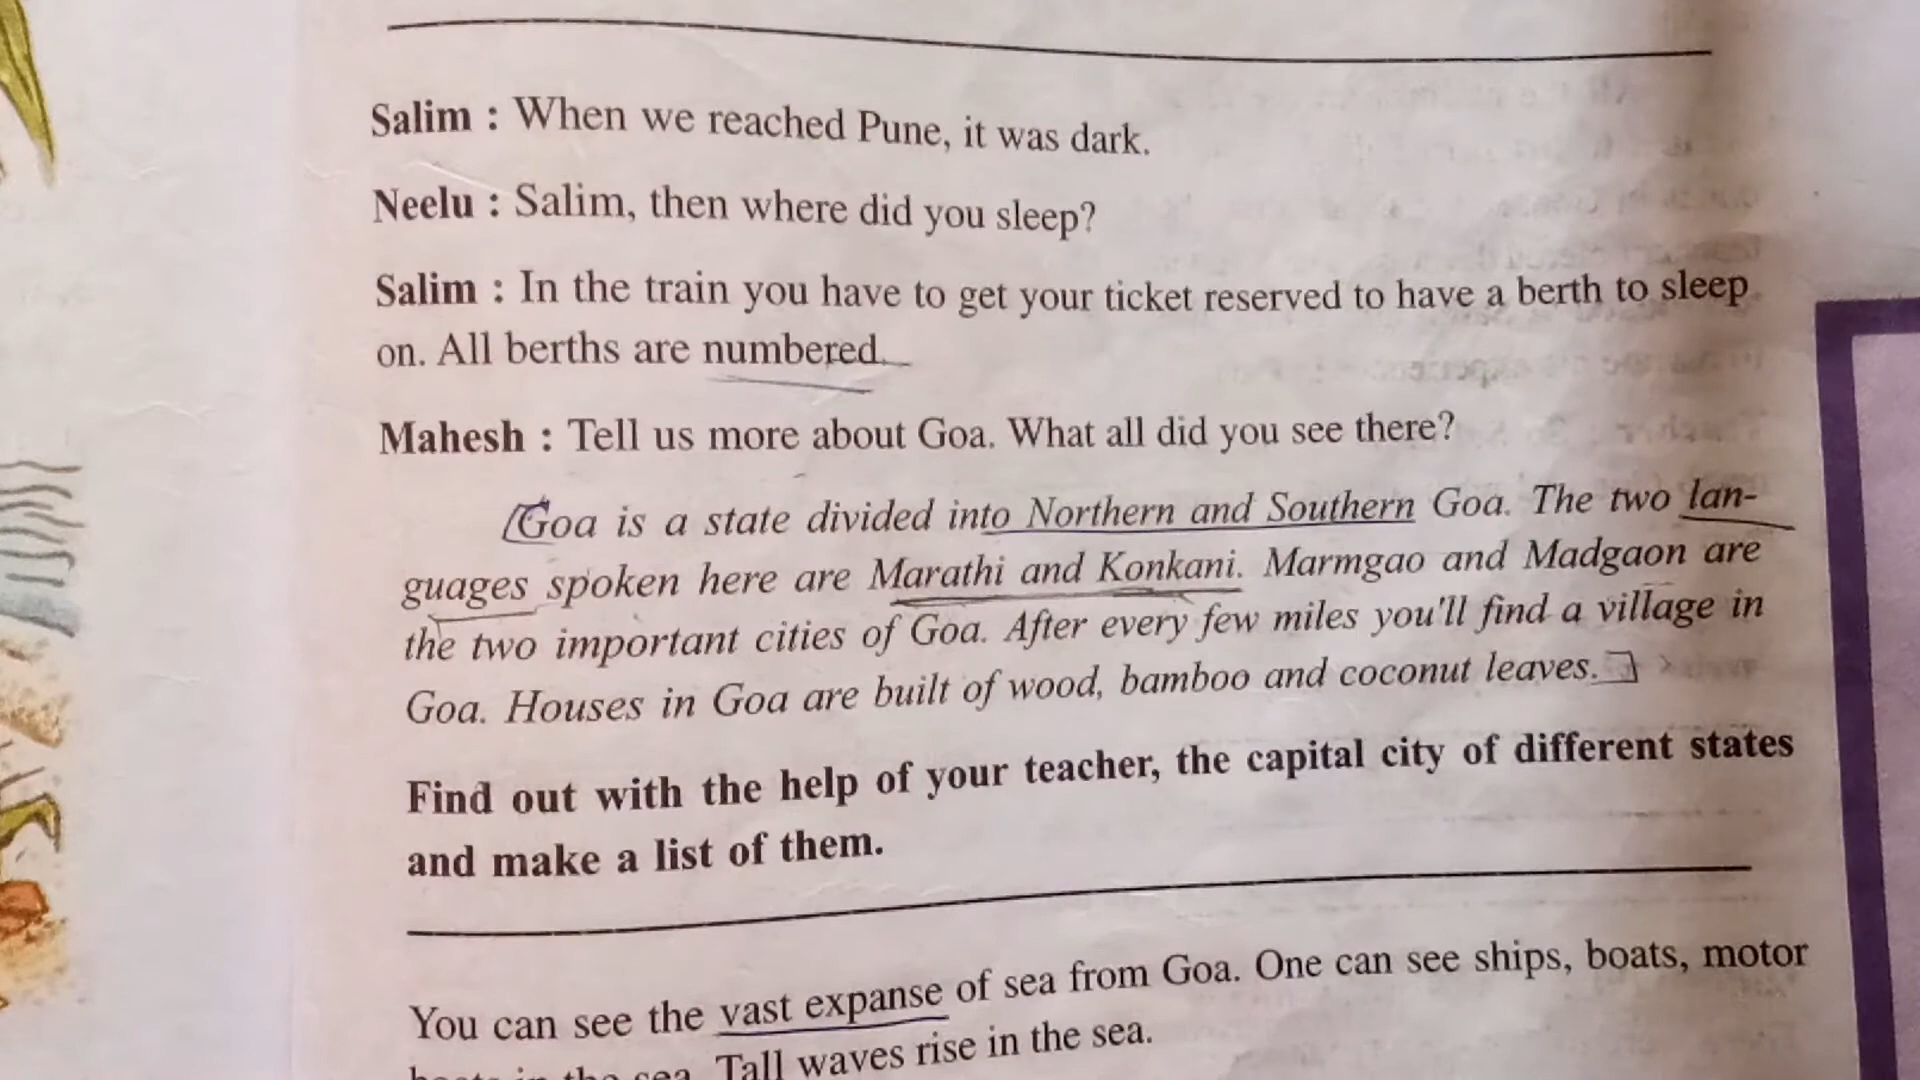 Salim : When we reached Pune, it was dark.
Neelu : Salim, then where did you sleep?
Salim : In the train you have to get your ticket reserved to have a berth to sleep
on. All berths are numbered.
Mahesh : Tell us more about Goa. What all did you see there?
Goa is a state divided into Northern and Southern Goa. The two lan-
guages spoken here are Marathi and Konkani. Marmgao and Madgaon are
the two important cities of Goa. After every few miles you'll find a village in
Goa. Houses in Goa are built of wood, bamboo and coconut leaves.
Find out with the help of your teacher, the capital city of different states
and make a list of them.
You can see the vast expanse of sea from Goa. One can see ships, boats, motor
boats in the sea. Tall waves rise in the sea.